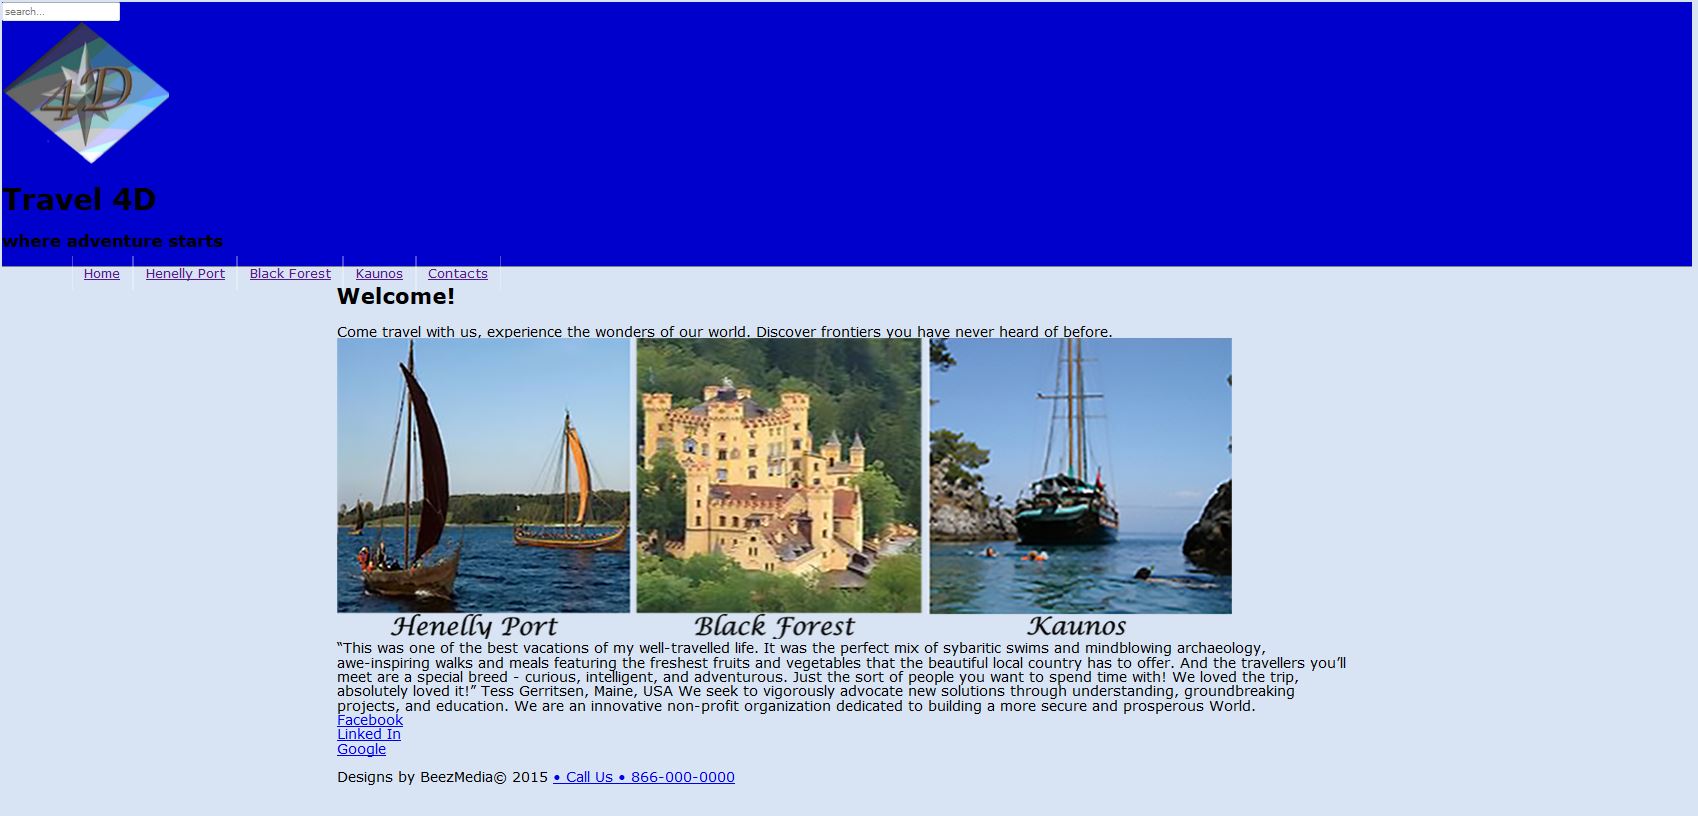 search...
4D
Travel 4D
where adventure starts
Home Henelly Port Black Forest Kaunos Contacts
Welcome!
Come travel with us, experience the wonders of our world. Discover frontiers you have never heard of before.
Henelly Port Black Forest Kaunos
“This was one of the best vacations of my well-travelled life. It was the perfect mix of sybaritic swims and mindblowing archaeology,
awe-inspiring walks and meals featuring the freshest fruits and vegetables that the beautiful local country has to offer. And the travellers you’ll
meet are a special breed - curious, intelligent, and adventurous. Just the sort of people you want to spend time with! We loved the trip,
absolutely loved it!” Tess Gerritsen, Maine, USA We seek to vigorously advocate new solutions through understanding, groundbreaking
projects, and education. We are an innovative non-profit organization dedicated to building a more secure and prosperous World.
Facebook
Linked In
Google
Designs by BeezMedia© 2015 • Call Us • 866-000-0000